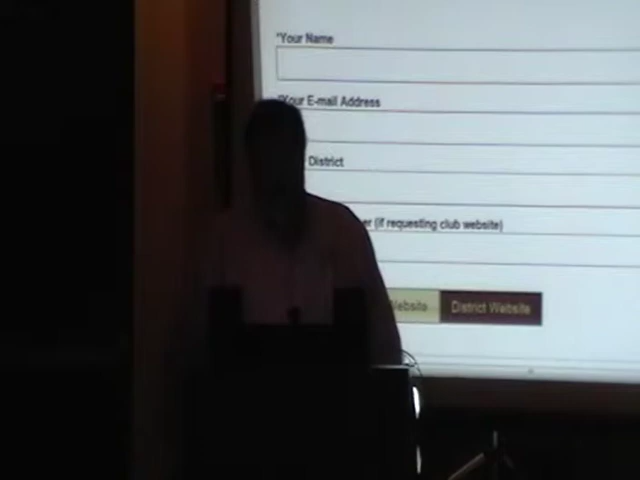 *Your Name
*Your E-mail Address
District
(if requesting club website)
Website District Website